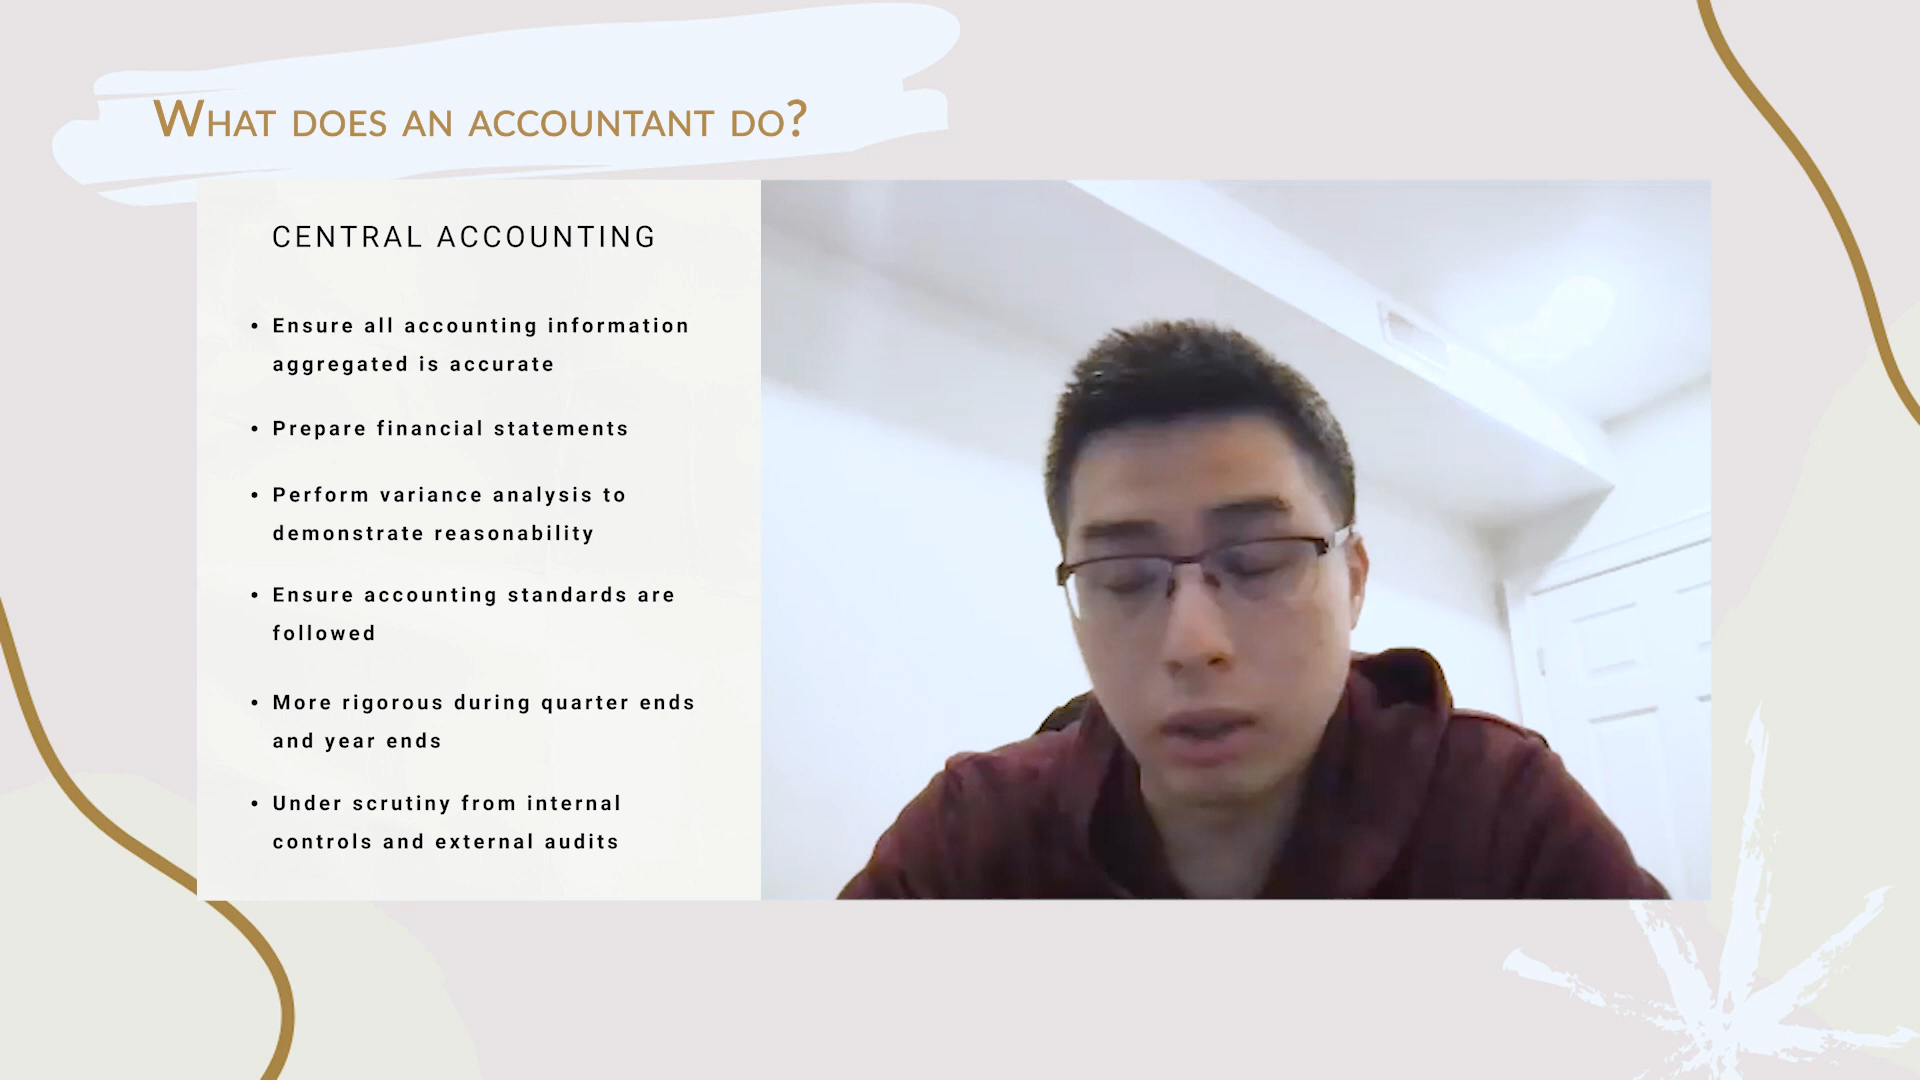 What does an accountant do?
CENTRAL ACCOUNTING
• Ensure all accounting information
aggregated is accurate
• Prepare financial statements
• Perform variance analysis to
demonstrate reasonability
• Ensure accounting standards are
followed
• More rigorous during quarter ends
and year ends
• Under scrutiny from internal
controls and external audits